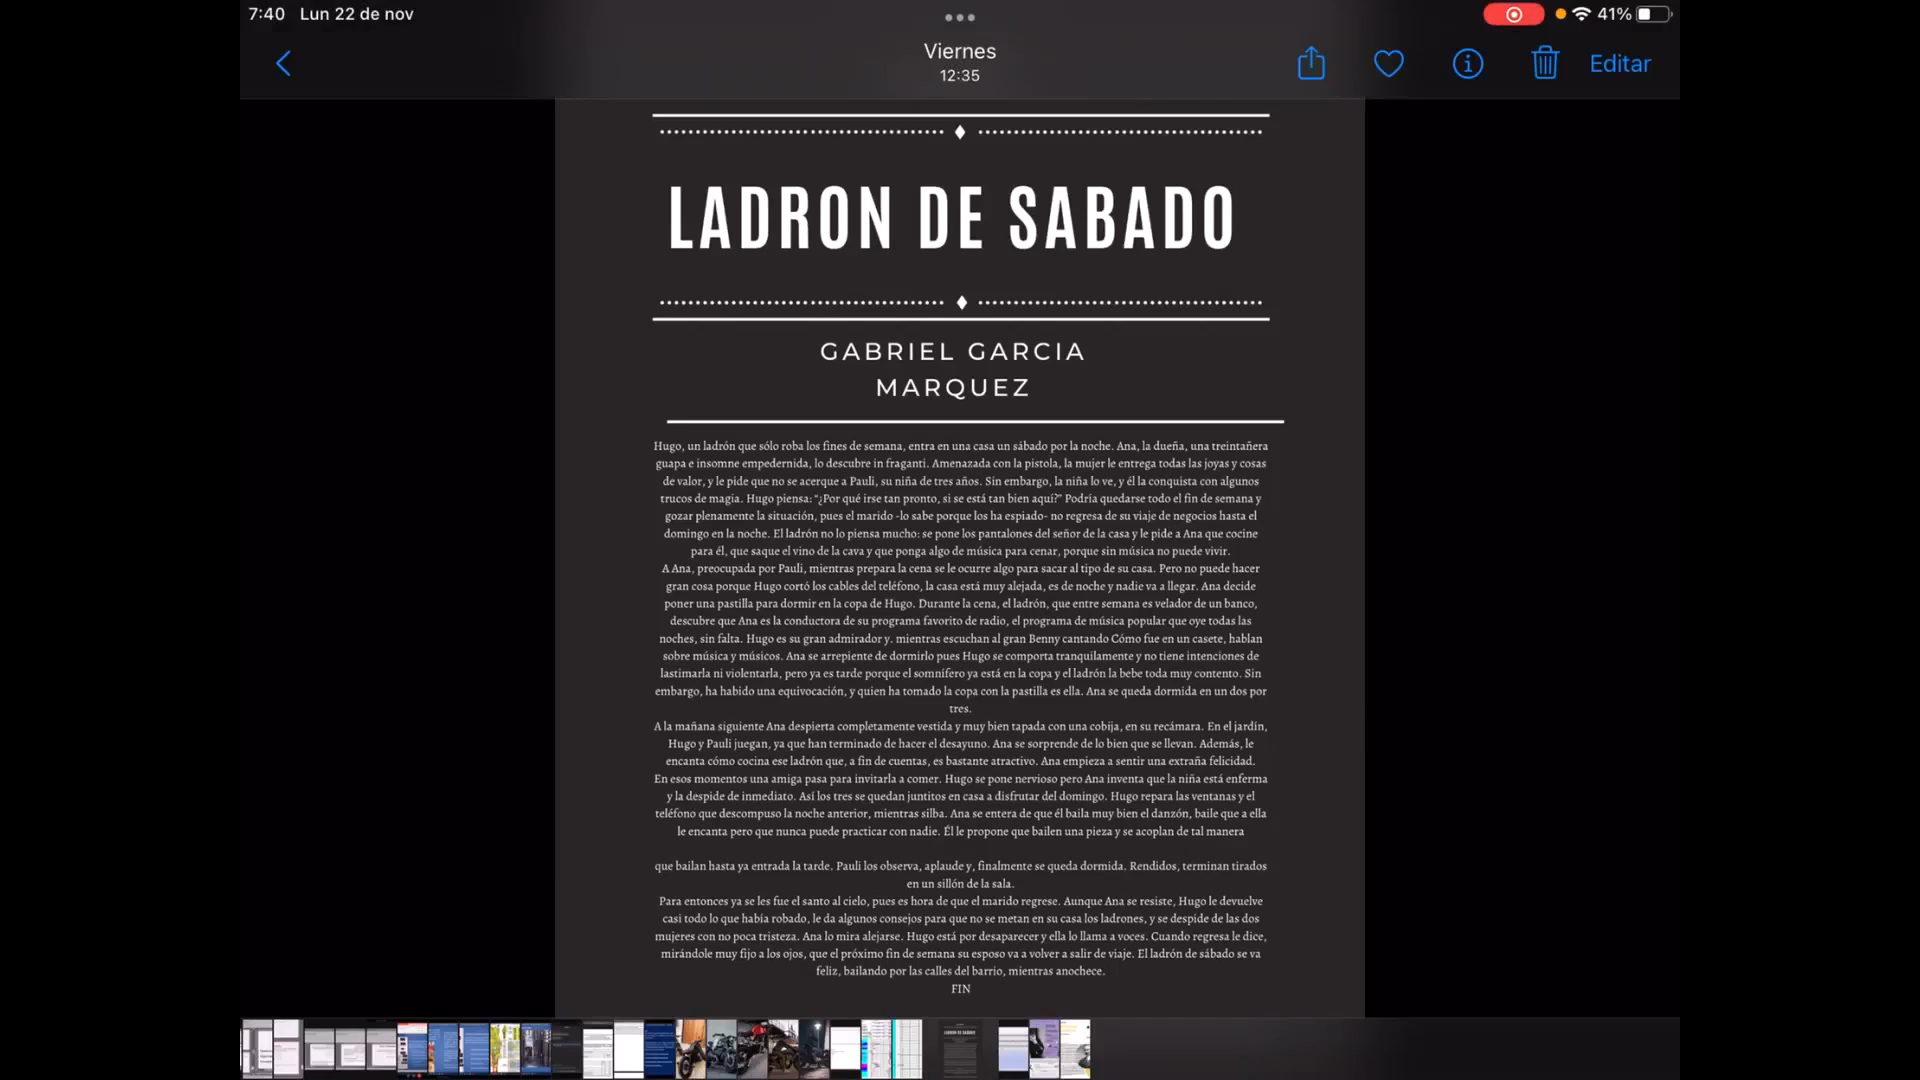 7:40 Lun 22 de nov
41%
Viernes
12:35
Editar
LADRON DE SABADO
GABRIEL GARCIA
MARQUEZ
Hugo, un ladrón que sólo roba los fines de semana, entra en una casa un sábado por la noche. Ana, la dueña, una treintañera
guapa e insomne empedernida, lo descubre in fraganti. Amenazada con la pistola, la mujer le entrega todas las joyas y cosas
de valor, y le pide que no se acerque a Pauli, su niña de tres años. Sin embargo, la niña lo ve, y él la conquista con algunos
trucos de magia. Hugo piensa: “¿Por qué irse tan pronto, si se está tan bien aquí?” Podría quedarse todo el fin de semana y
gozar plenamente la situación, pues el marido -lo sabe porque los ha espiado- no regresa de su viaje de negocios hasta el
domingo en la noche. El ladrón no lo piensa mucho: se pone los pantalones del señor de la casa y le pide a Ana que cocine
para él, que saque el vino de la cava y que ponga algo de música para cenar, porque sin música no puede vivir.
A Ana, preocupada por Pauli, mientras prepara la cena se le ocurre algo para sacar al tipo de su casa. Pero no puede hacer
gran cosa porque Hugo cortó los cables del teléfono, la casa está muy alejada, es de noche y nadie va a llegar. Ana decide
poner una pastilla para dormir en la copa de Hugo. Durante la cena, el ladrón, que entre semana es velador de un banco,
descubre que Ana es la conductora de su programa favorito de radio, el programa de música popular que oye todas las
noches, sin falta. Hugo es su gran admirador y. mientras escuchan al gran Benny cantando Cómo fue en un casete, hablan
sobre música y músicos. Ana se arrepiente de dormirlo pues Hugo se comporta tranquilamente y no tiene intenciones de
lastimarla ni violentarla, pero ya es tarde porque el somnífero ya está en la copa y el ladrón la bebe toda muy contento. Sin
embargo, ha habido una equivocación, y quien ha tomado la copa con la pastilla es ella. Ana se queda dormida en un dos por
tres.
A la mañana siguiente Ana despierta completamente vestida y muy bien tapada con una cobija, en su recámara. En el jardín,
Hugo y Pauli juegan, ya que han terminado de hacer el desayuno. Ana se sorprende de lo bien que se llevan. Además, le
encanta cómo cocina ese ladrón que, a fin de cuentas, es bastante atractivo. Ana empieza a sentir una extraña felicidad.
En esos momentos una amiga pasa para invitarla a comer. Hugo se pone nervioso pero Ana inventa que la niña está enferma
y la despide de inmediato. Así los tres se quedan juntitos en casa a disfrutar del domingo. Hugo repara las ventanas y el
teléfono que descompuso la noche anterior, mientras silba. Ana se entera de que él baila muy bien el danzón, baile que a ella
le encanta pero que nunca puede practicar con nadie. Él le propone que bailen una pieza y se acoplan de tal manera
que bailan hasta ya entrada la tarde. Pauli los observa, aplaude y, finalmente se queda dormida. Rendidos, terminan tirados
en un sillón de la sala.
Para entonces ya se les fue el santo al cielo, pues es hora de que el marido regrese. Aunque Ana se resiste, Hugo le devuelve
casi todo lo que había robado, le da algunos consejos para que no se metan en su casa los ladrones, y se despide de las dos
mujeres con no poca tristeza. Ana lo mira alejarse. Hugo está por desaparecer y ella lo llama a voces. Cuando regresa le dice,
mirándole muy fijo a los ojos, que el próximo fin de semana su esposo va a volver a salir de viaje. El ladrón de sábado se va
feliz, bailando por las calles del barrio, mientras anochece.
FIN
LADRON DE SABADO